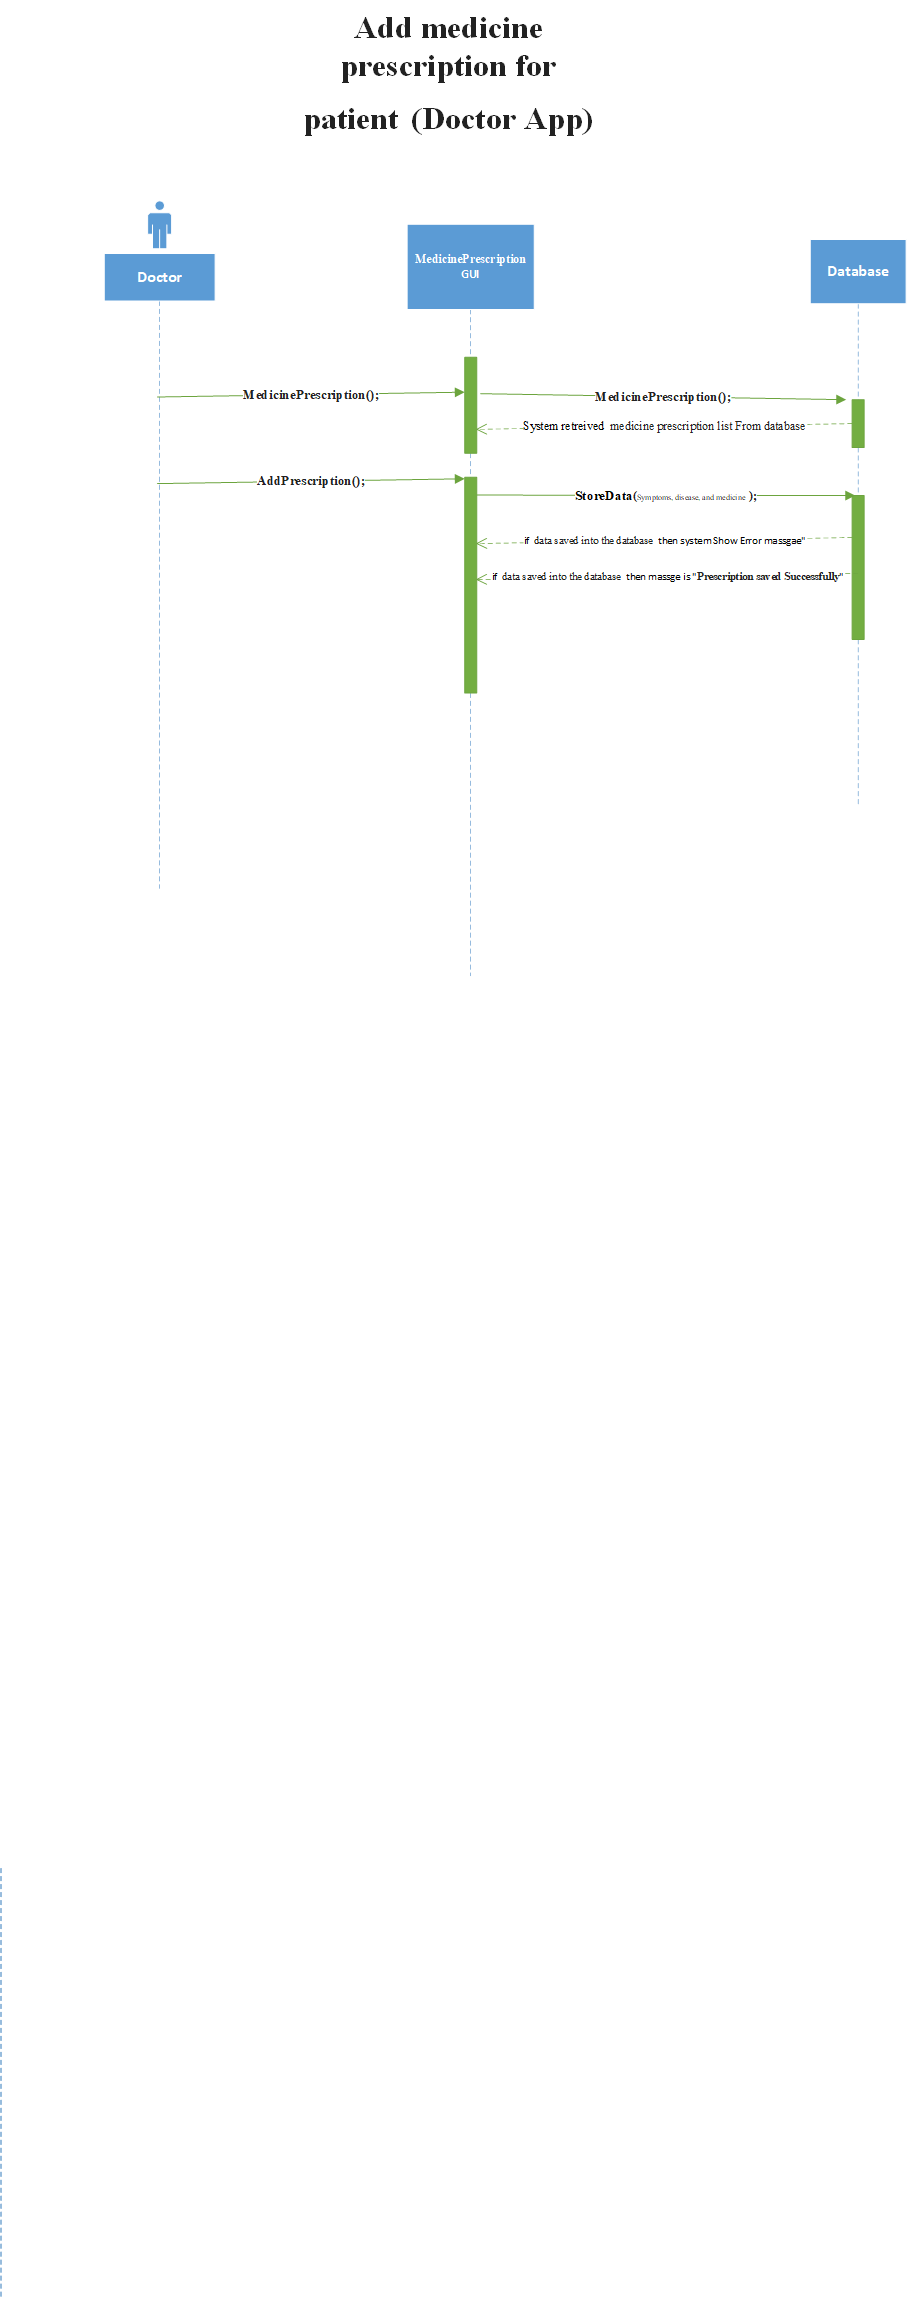 Add medicine
prescription for
patient (Doctor App)
Doctor
MedicinePrescription
GUI
Database
MedicinePrescription();
MedicinePrescription();
System retreived medicine prescription list From database
AddPrescription();
StoreData(Symptoms, disease, and medicine );
if data saved into the database then system Show Error massgae"
if data saved into the database then massge is "Prescription saved Successfully"